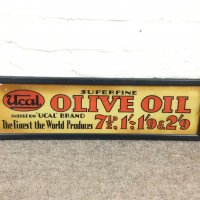 SUPERFINE
Ucal OLIVE OIL
INSIST ON "UCAL" BRAND
The Finest the World Produces 7½D, 1/-, 1/9 & 2/9